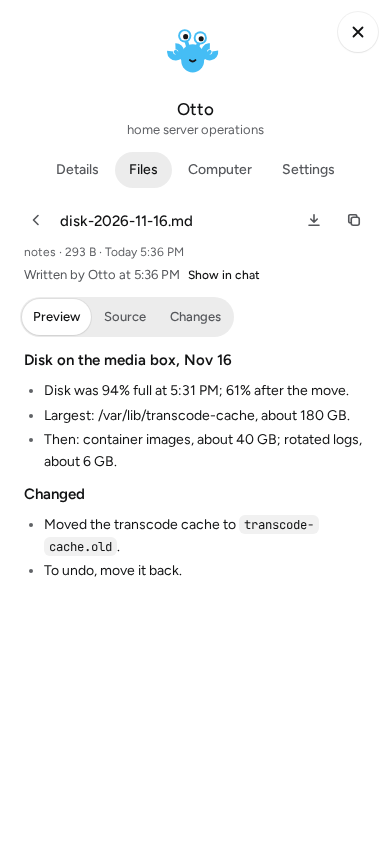 Otto
home server operations
Details Files Computer Settings
disk-2026-11-16.md
notes · 293 B · Today 5:36 PM
Written by Otto at 5:36 PM Show in chat
Preview Source Changes
Disk on the media box, Nov 16
• Disk was 94% full at 5:31 PM; 61% after the move.
• Largest: /var/lib/transcode-cache, about 180 GB.
• Then: container images, about 40 GB; rotated logs,
about 6 GB.
Changed
• Moved the transcode cache to transcode-
cache.old.
• To undo, move it back.